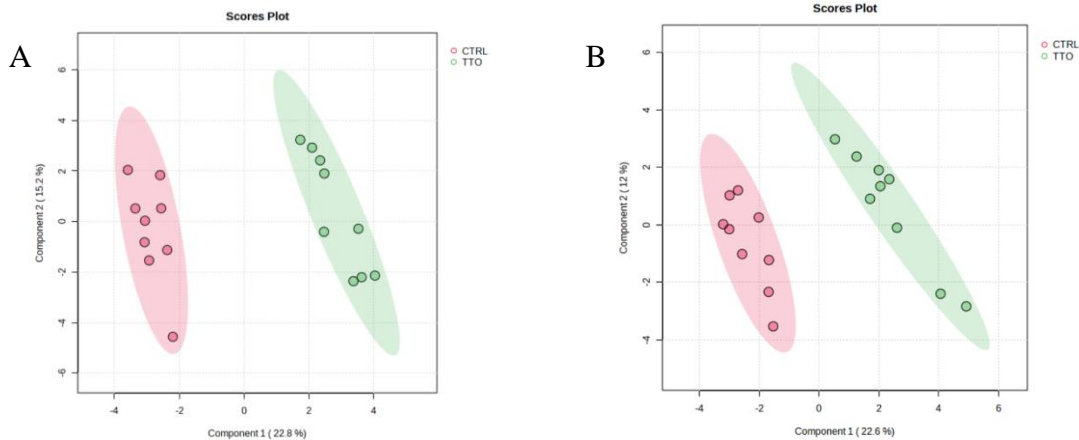 A
Scores Plot
CTRL
TTO
Component 2 ( 15.2 %)
6
4
2
0
-2
-4
-6
-4
-2
0
2
4
Component 1 ( 22.8 %)
B
Scores Plot
CTRL
TTO
Component 2 ( 12 %)
6
4
2
0
-2
-4
-4
-2
0
2
4
6
Component 1 ( 22.6 %)